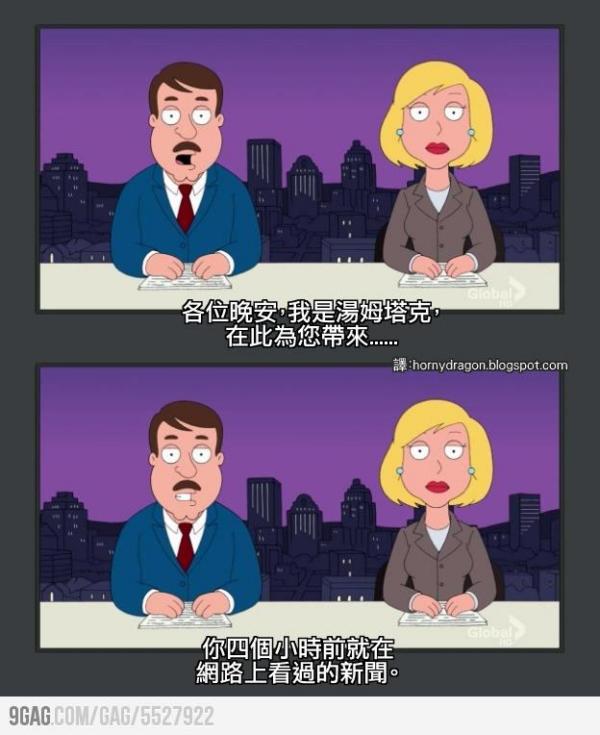 Global
HD
各位晚安,我是湯姆塔克,
在此為您帶來……
譯:hornydragon.blogspot.com
Global
HD
你四個小時前就在
網路上看過的新聞。
9GAG.COM/GAG/5527922